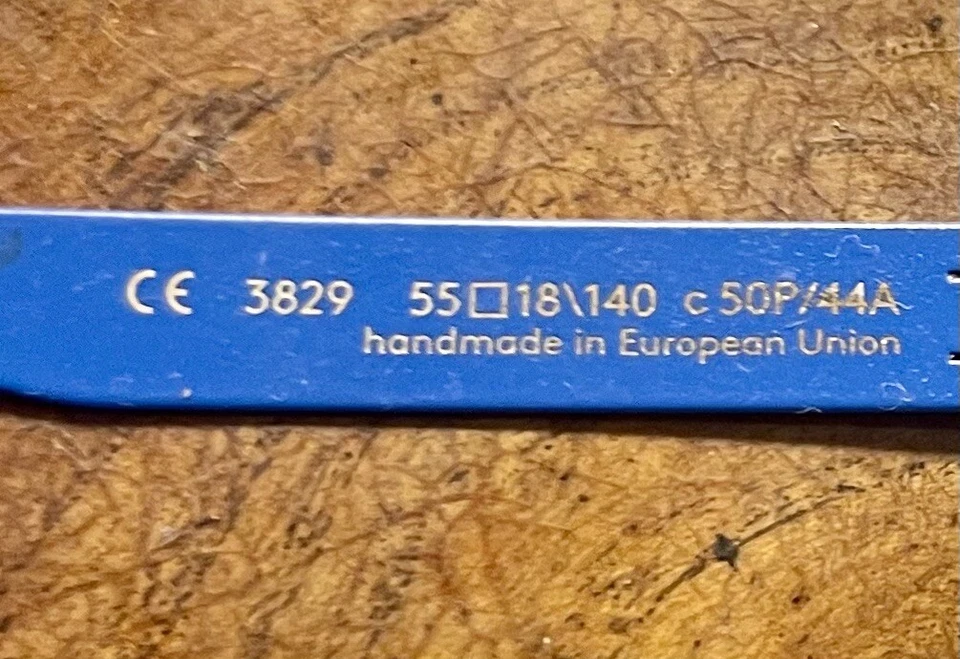 CE 3829 55□18\140 c 50P/44A
handmade in European Union